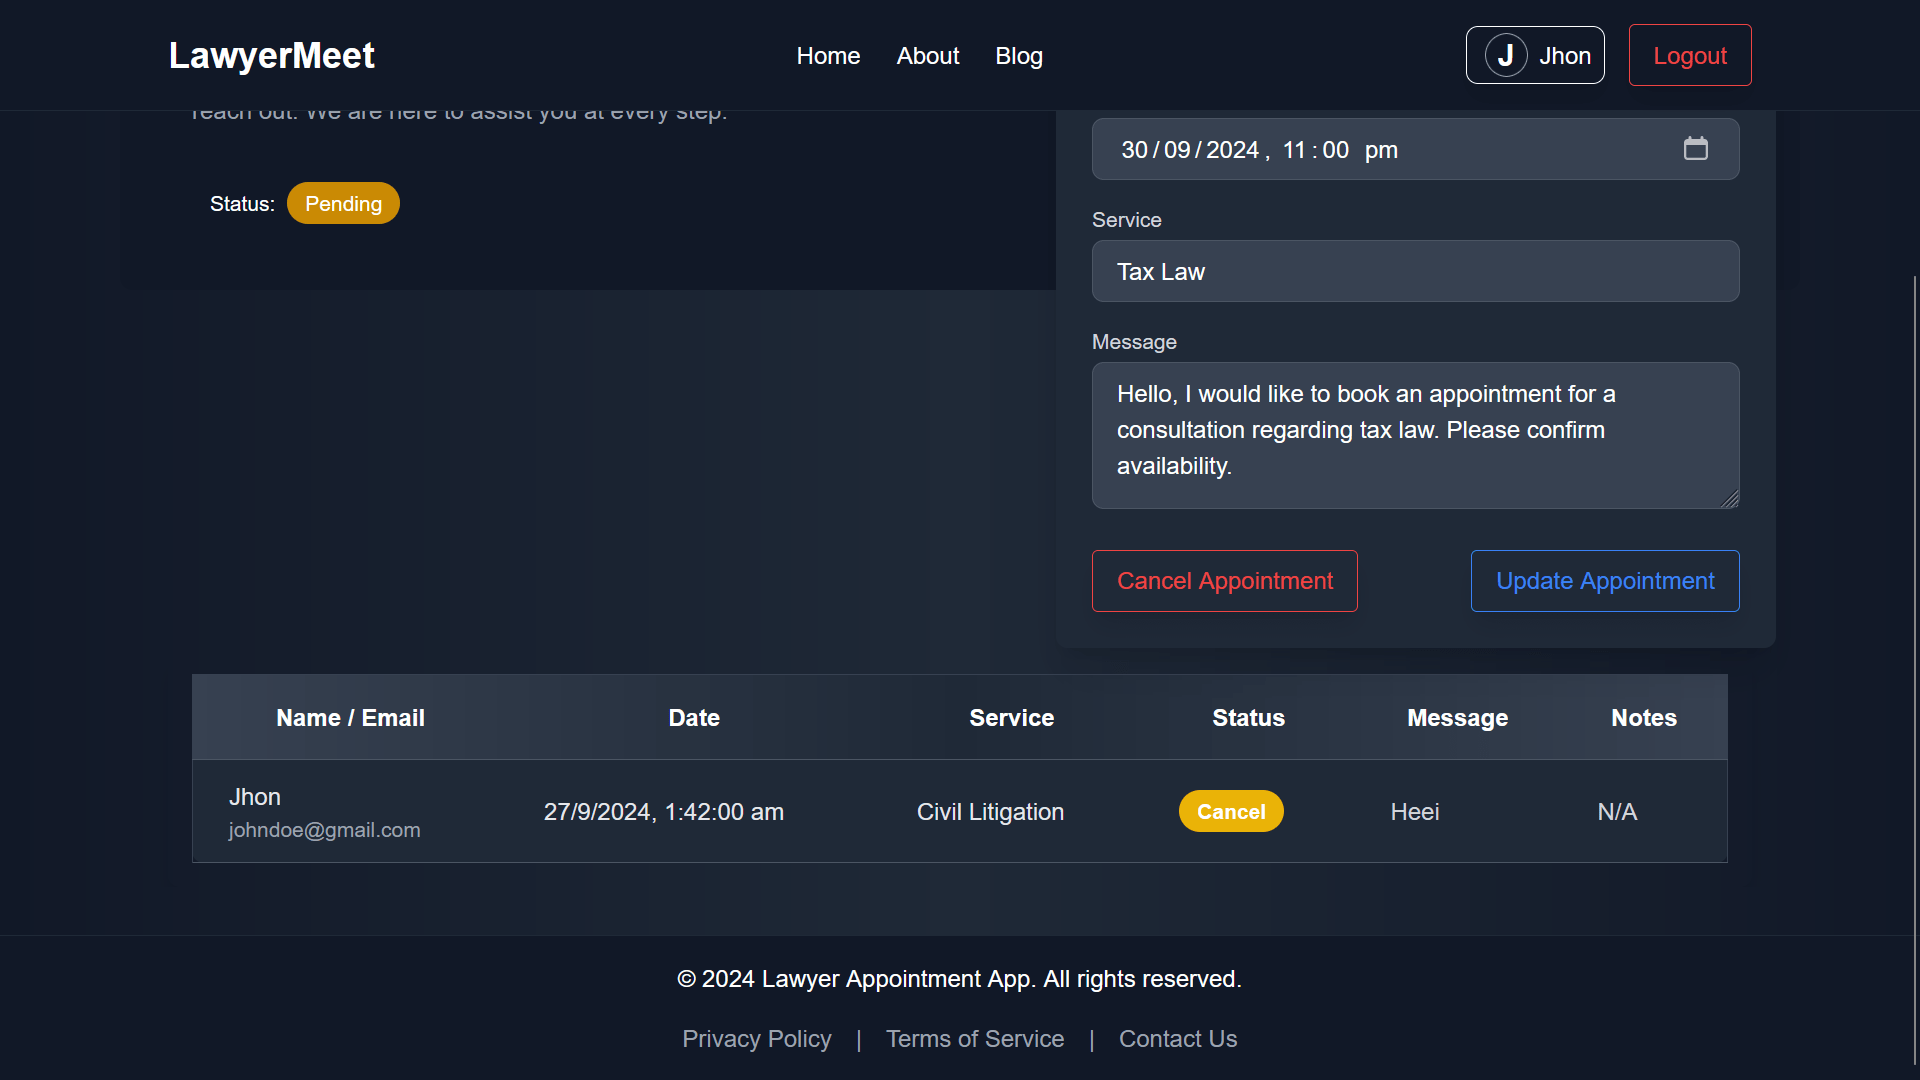 LawyerMeet
Home About Blog
J Jhon
Logout
reach out. We are here to assist you at every step.
Status: Pending
30/09/2024, 11:00 pm
Service
Tax Law
Message
Hello, I would like to book an appointment for a
consultation regarding tax law. Please confirm
availability.
Cancel Appointment Update Appointment
Name / Email Date Service Status Message Notes
Jhon
johndoe@gmail.com
27/9/2024, 1:42:00 am Civil Litigation Cancel Heei N/A
© 2024 Lawyer Appointment App. All rights reserved.
Privacy Policy | Terms of Service | Contact Us